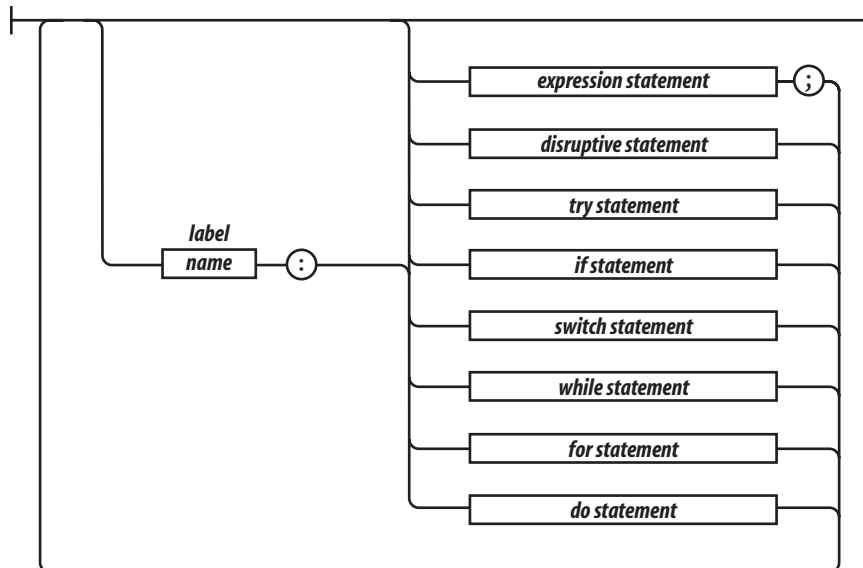 expression statement ;
disruptive statement
try statement
label
name :
if statement
switch statement
while statement
for statement
do statement